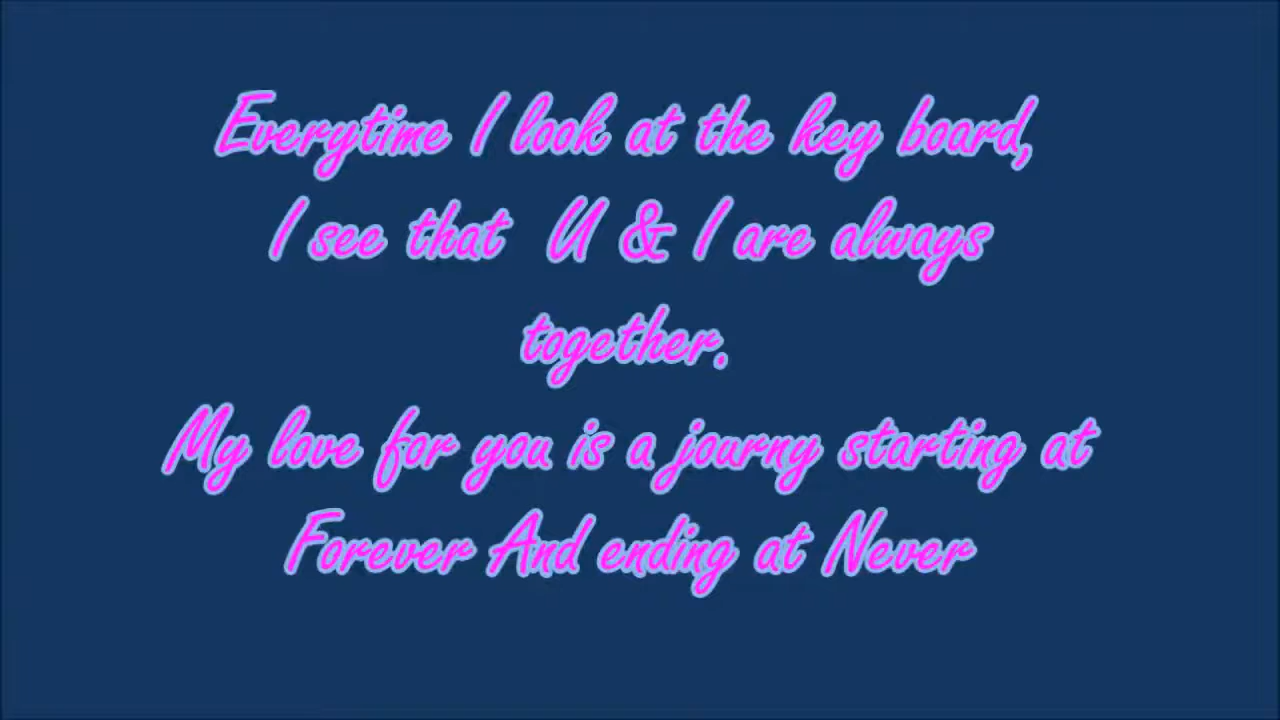 Everytime I look at the key board,
I see that U & I are always
together.
My love for you is a journy starting at
Forever And ending at Never